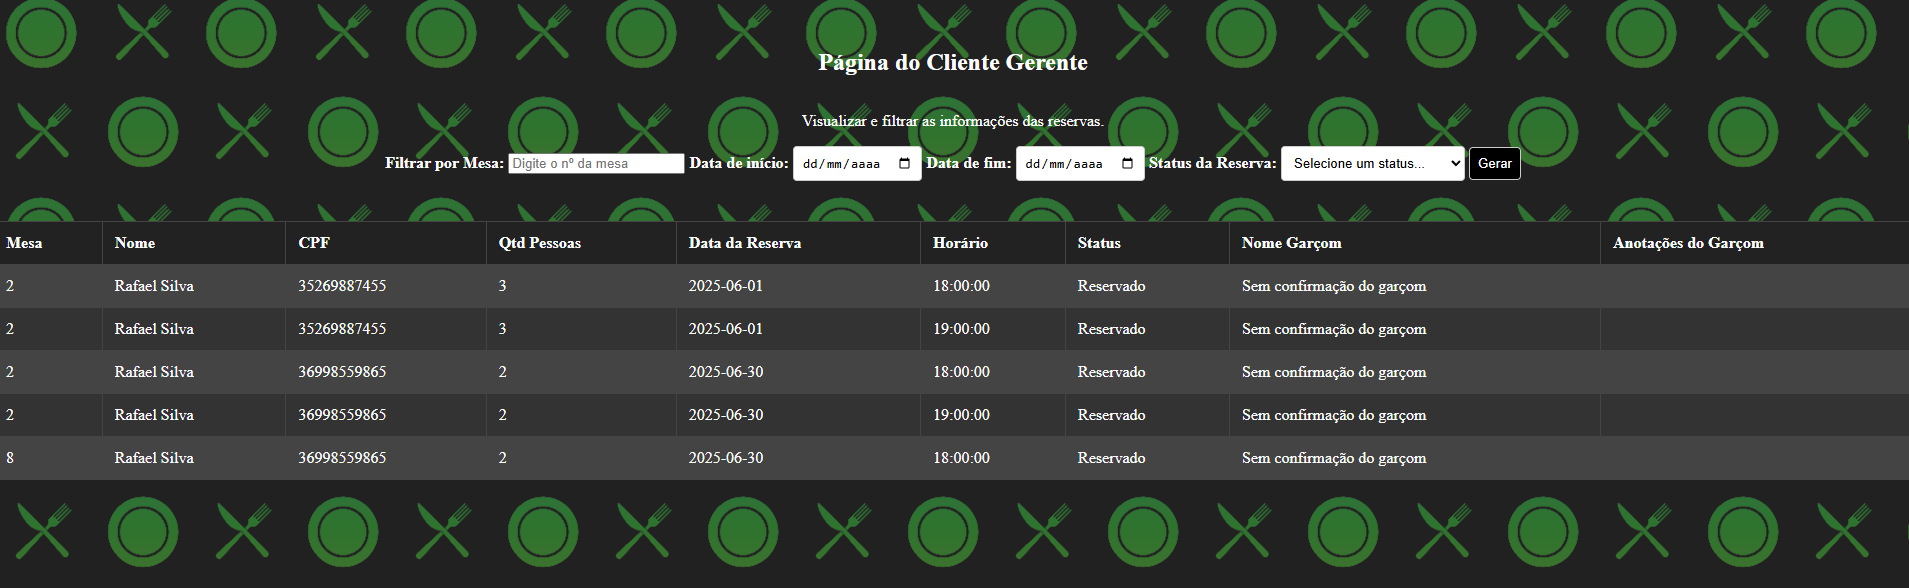 Página do Cliente Gerente
Visualizar e filtrar as informações das reservas.
Filtrar por Mesa: Digite o nº da mesa Data de início: dd/mm/aaaa Data de fim: dd/mm/aaaa Status da Reserva: Selecione um status... Gerar
Mesa Nome CPF Qtd Pessoas Data da Reserva Horário Status Nome Garçom Anotações do Garçom
2 Rafael Silva 35269887455 3 2025-06-01 18:00:00 Reservado Sem confirmação do garçom
2 Rafael Silva 35269887455 3 2025-06-01 19:00:00 Reservado Sem confirmação do garçom
2 Rafael Silva 36998559865 2 2025-06-30 18:00:00 Reservado Sem confirmação do garçom
2 Rafael Silva 36998559865 2 2025-06-30 19:00:00 Reservado Sem confirmação do garçom
8 Rafael Silva 36998559865 2 2025-06-30 18:00:00 Reservado Sem confirmação do garçom